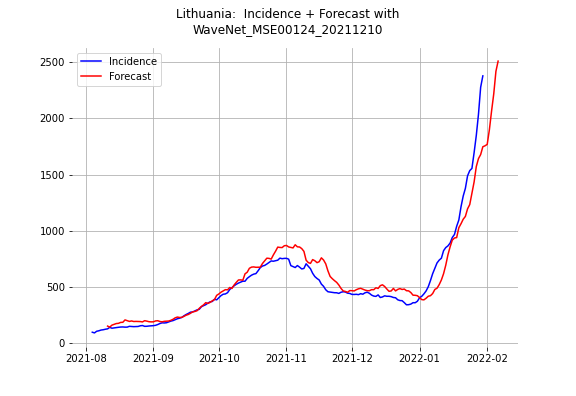 Lithuania:  Incidence + Forecast with
WaveNet_MSE00124_20211210
Incidence
Forecast
2500
2000
1500
1000
500
0
2021-08 2021-09 2021-10 2021-11 2021-12 2022-01 2022-02